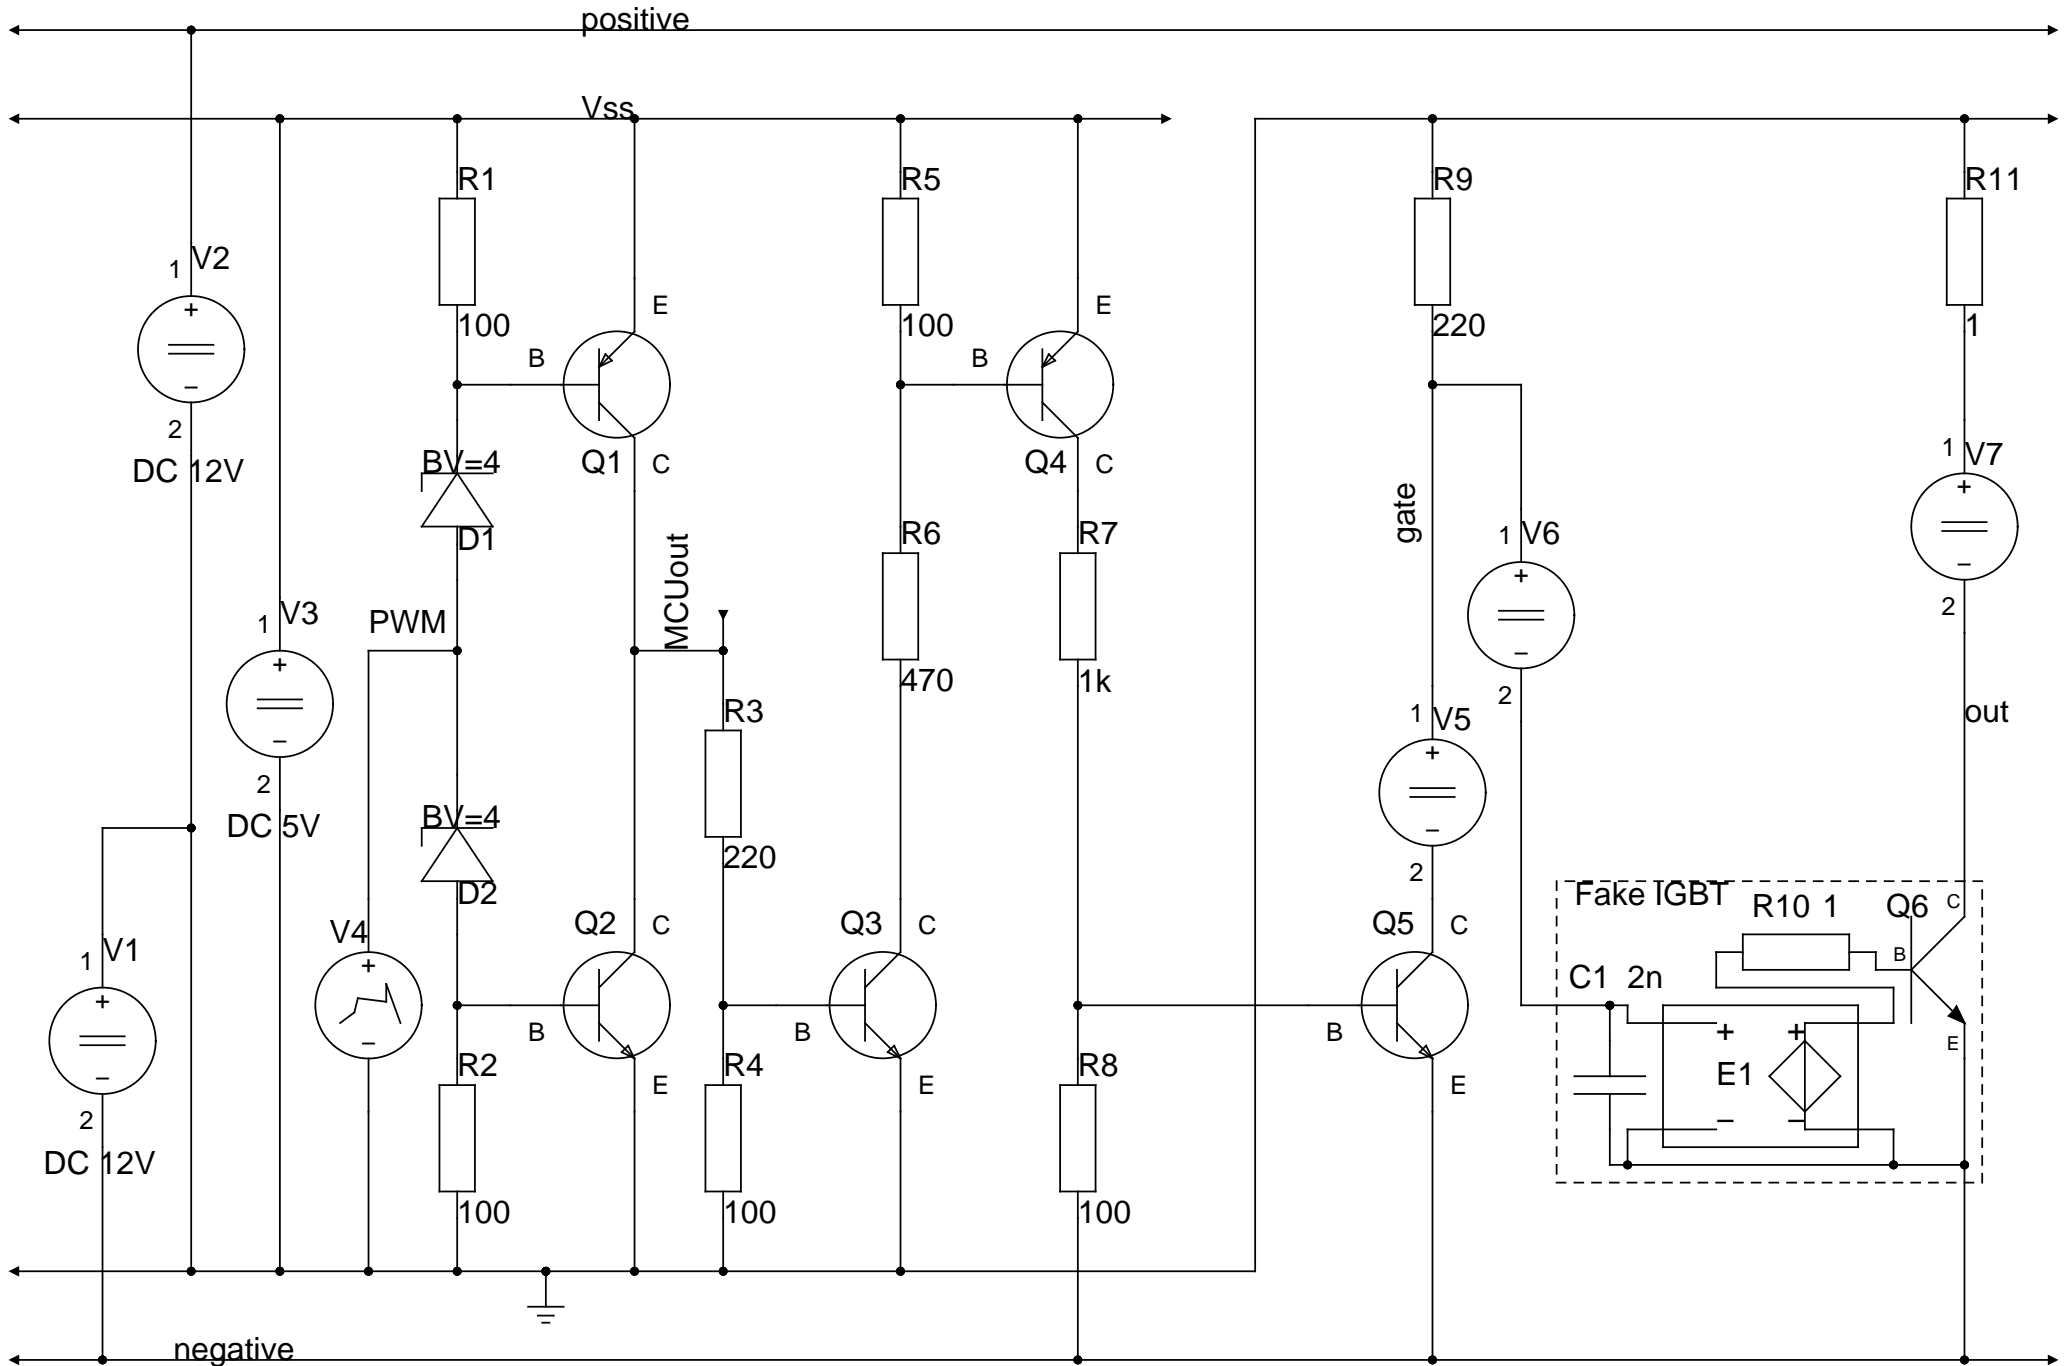 positive
Vss
R1
R5
R9
R11
1 V2
+
−
2
DC 12V
100
B
E
C
Q1
100
B
E
C
Q4
220
1
BV=4
D1
PWM
MCUout
R6
470
R7
1k
gate
1 V6
+
−
2
1 V7
+
−
2
out
1 V3
+
−
2
DC 5V
R3
220
1 V5
+
−
2
BV=4
D2
V4
+
−
Q2
C
B
E
Q3
C
B
E
Q5
C
B
E
1 V1
+
−
2
DC 12V
R2
100
R4
100
R8
100
Fake IGBT
R10 1
Q6
C
B
E
C1 2n
+ +
E1
− −
negative